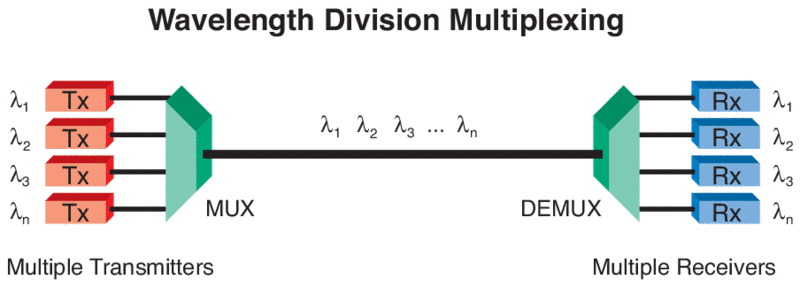 Wavelength Division Multiplexing
λ1 Tx
λ2 Tx
λ3 Tx
λn Tx
MUX
λ1 λ2 λ3 ... λn
DEMUX
Rx λ1
Rx λ2
Rx λ3
Rx λn
Multiple Transmitters
Multiple Receivers